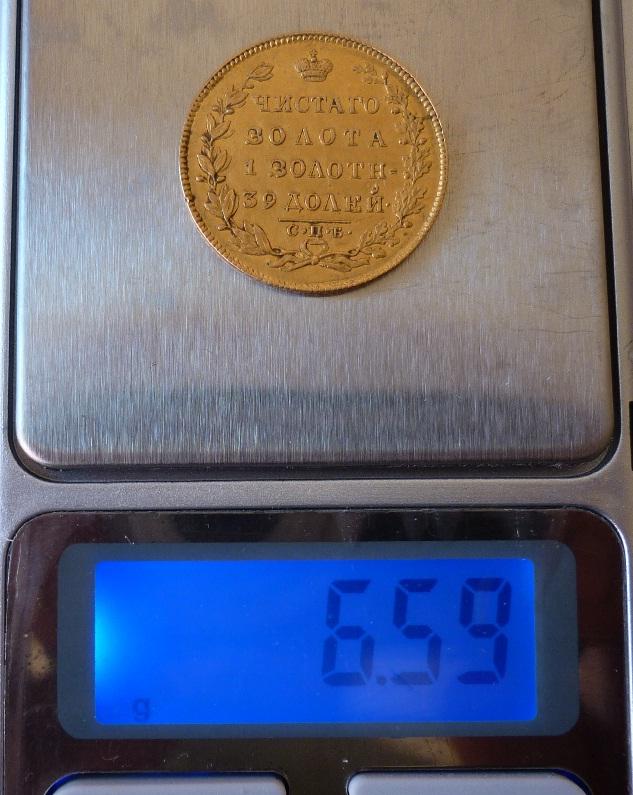 ЧИСТАГО
ЗОЛОТА
1 ЗОЛОТН-
39 ДОЛЕЙ·
С·П·Б·
6.59
g